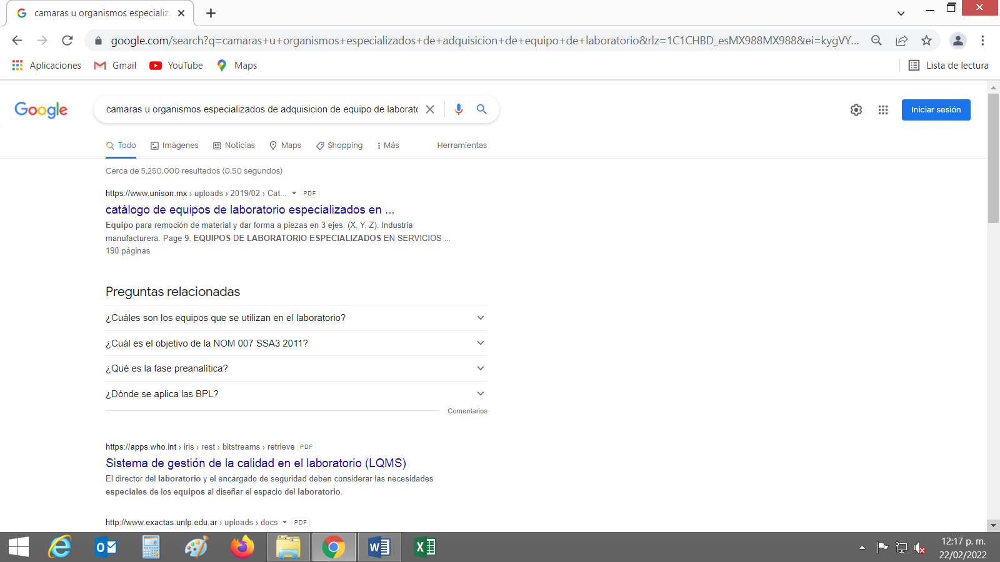 camaras u organismos especializ
google.com/search?q=camaras+u+organismos+especializados+de+adquisicion+de+equipo+de+laboratorio&rlz=1C1CHBD_esMX988MX988&ei=kygVY...
Aplicaciones Gmail YouTube Maps Lista de lectura
Google camaras u organismos especializados de adquisicion de equipo de laborato Iniciar sesión
Todo Imágenes Noticias Maps Shopping Más Herramientas
Cerca de 5,250,000 resultados (0.50 segundos)
https://www.unison.mx › uploads › 2019/02 › Cat... PDF
catálogo de equipos de laboratorio especializados en ...
Equipo para remoción de material y dar forma a piezas en 3 ejes. (X, Y, Z). Industria
manufacturera. Page 9. EQUIPOS DE LABORATORIO ESPECIALIZADOS EN SERVICIOS ...
190 páginas
Preguntas relacionadas
¿Cuáles son los equipos que se utilizan en el laboratorio?
¿Cuál es el objetivo de la NOM 007 SSA3 2011?
¿Qué es la fase preanalítica?
¿Dónde se aplica las BPL?
Comentarios
https://apps.who.int › iris › rest › bitstreams › retrieve PDF
Sistema de gestión de la calidad en el laboratorio (LQMS)
El director del laboratorio y el encargado de seguridad deben considerar las necesidades
especiales de los equipos al diseñar el espacio del laboratorio.
http://www.exactas.unlp.edu.ar › uploads › docs PDF
12:17 p. m.
22/02/2022